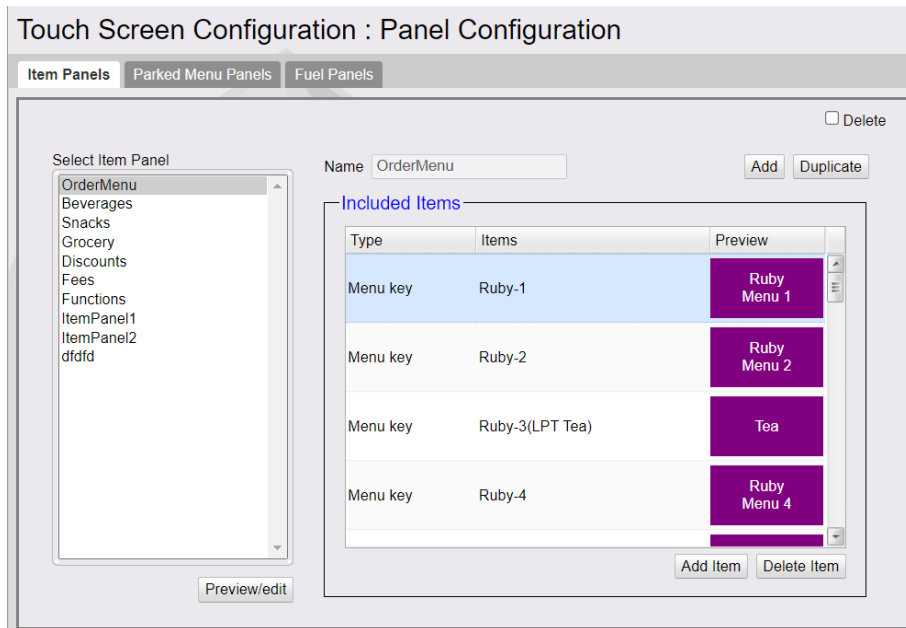 Touch Screen Configuration : Panel Configuration
Item Panels Parked Menu Panels Fuel Panels
Delete
Select Item Panel
OrderMenu
Beverages
Snacks
Grocery
Discounts
Fees
Functions
ItemPanel1
ItemPanel2
dfdfd
Preview/edit
Name OrderMenu Add Duplicate
Included Items
Type Items Preview
Menu key Ruby-1 Ruby
Menu 1
Menu key Ruby-2 Ruby
Menu 2
Menu key Ruby-3(LPT Tea) Tea
Menu key Ruby-4 Ruby
Menu 4
Add Item Delete Item